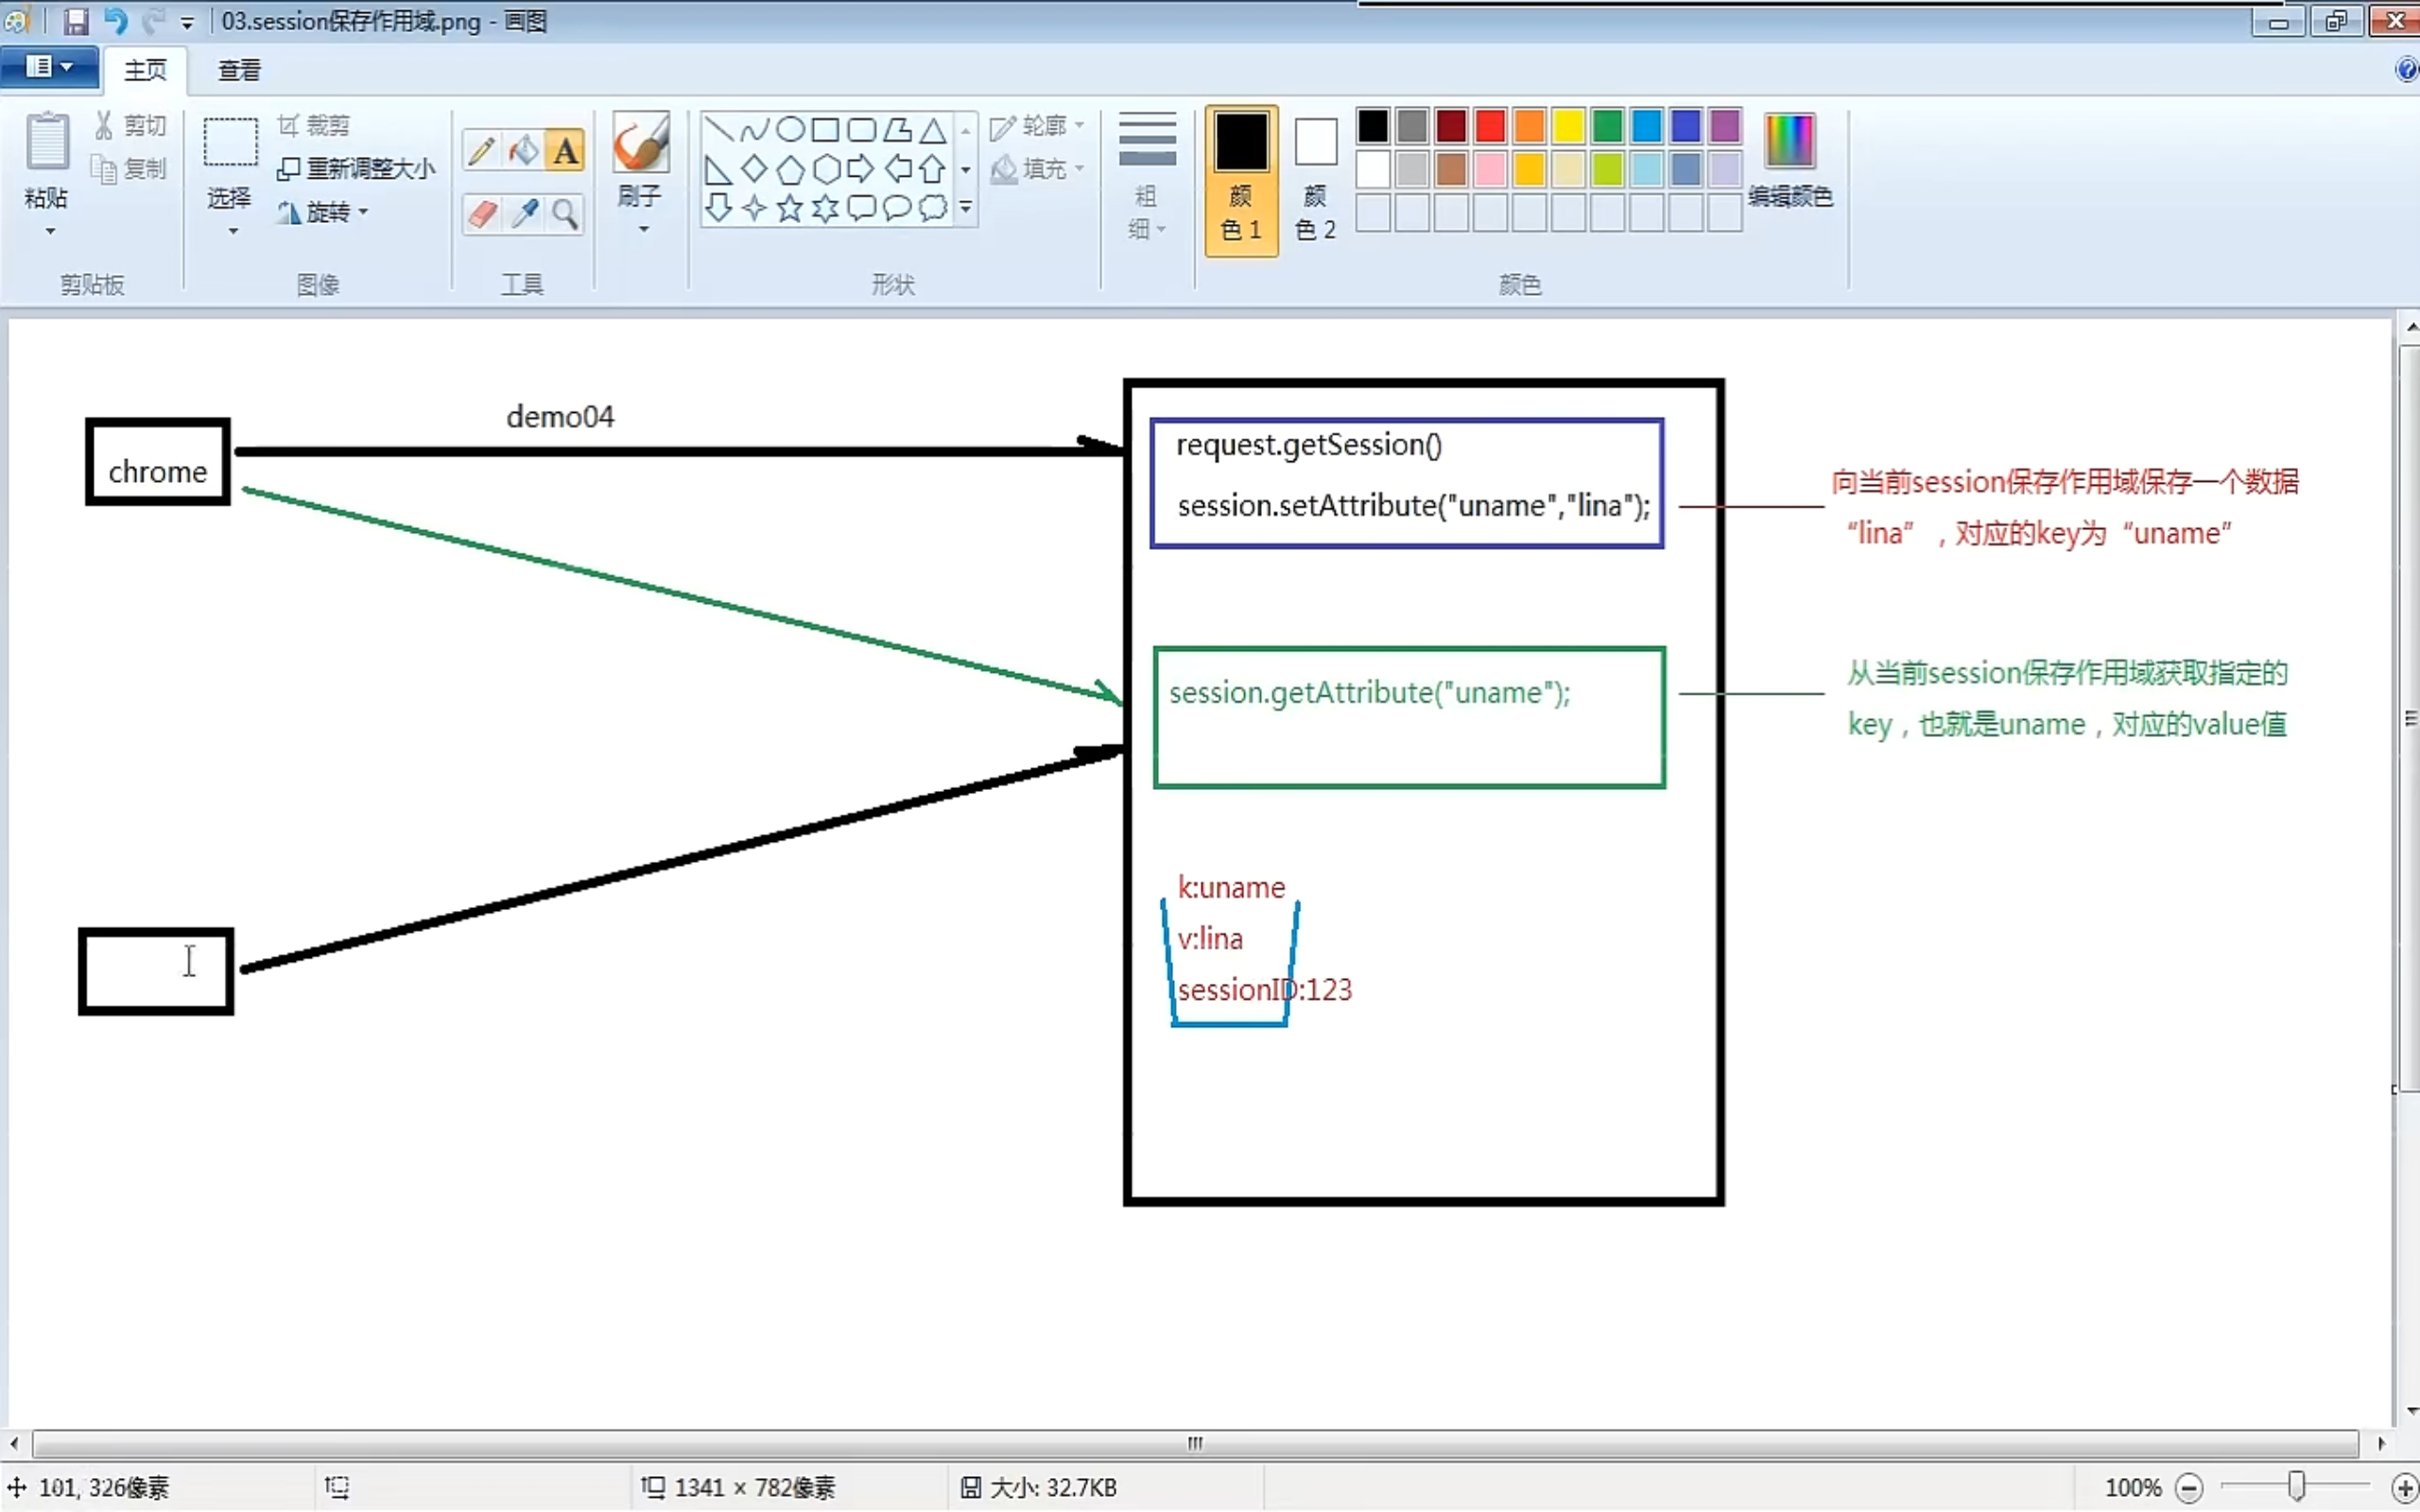 03.session保存作用域.png - 画图
主页
查看
粘贴
剪切
复制
剪贴板
选择
裁剪
重新调整大小
旋转
图像
A
工具
刷子
形状
轮廓
填充
粗
细
颜
色 1
颜
色 2
编辑颜色
颜色
chrome
demo04
request.getSession()
session.setAttribute("uname","lina");
向当前session保存作用域保存一个数据
“lina”，对应的key为“uname”
session.getAttribute("uname");
从当前session保存作用域获取指定的
key，也就是uname，对应的value值
k:uname
v:lina
sessionID:123
101, 326像素
1341 × 782像素
大小: 32.7KB
100%